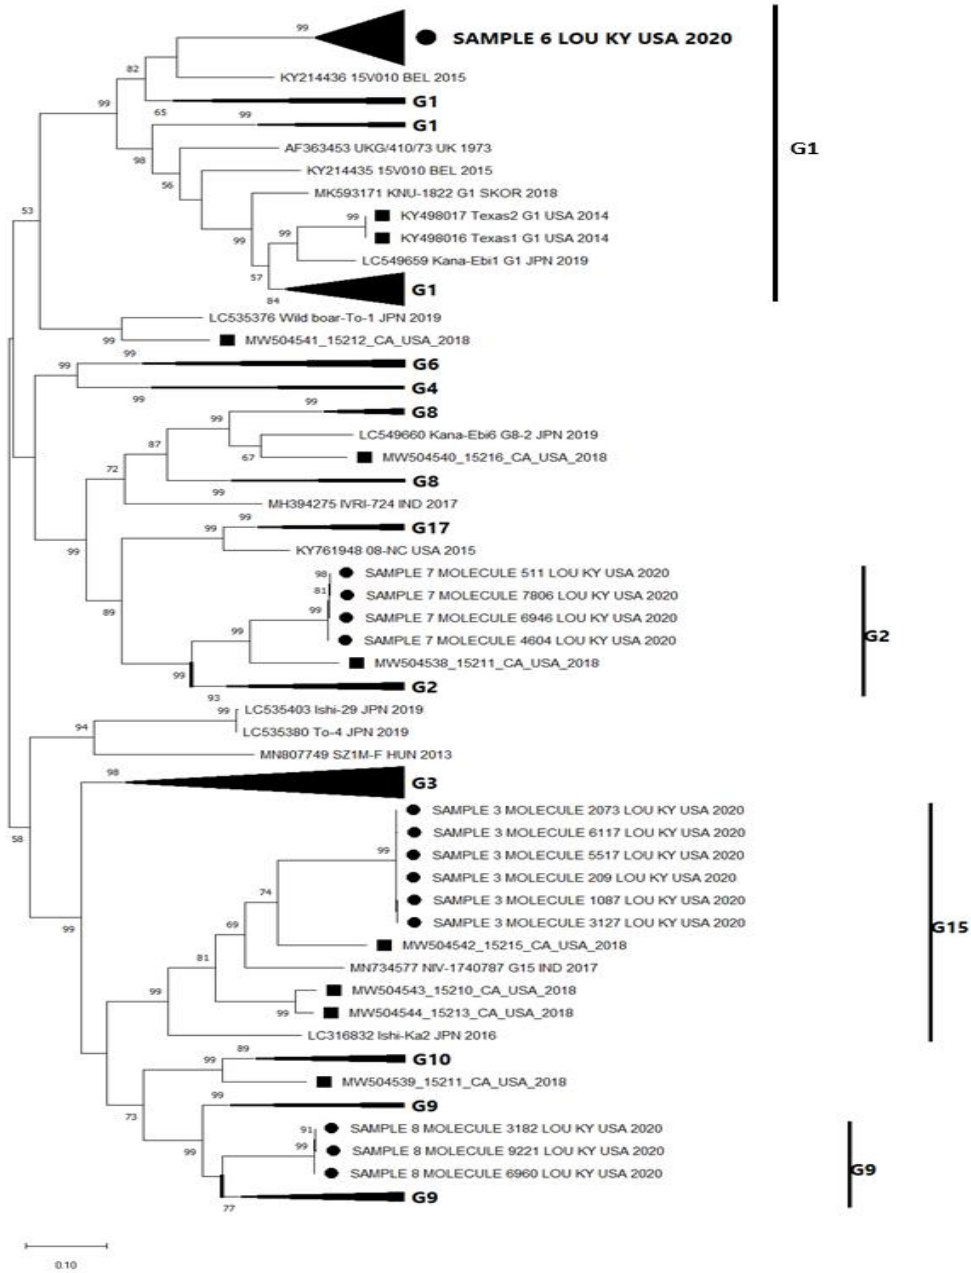 99
SAMPLE 6 LOU KY USA 2020
KY214436 15V010 BEL 2015
82
99
65
G1
99
G1
98
AF363453 UKG/410/73 UK 1973
G1
KY214435 15V010 BEL 2015
56
MK593171 KNU-1822 G1 SKOR 2018
53
99
KY498017 Texas2 G1 USA 2014
99
99
KY498016 Texas1 G1 USA 2014
LC549659 Kana-Ebi1 G1 JPN 2019
57
84
G1
LC535376 Wild boar-To-1 JPN 2019
99
MW504541_15212_CA_USA_2018
99
99
G6
99
G4
99
99
G8
LC549660 Kana-Ebi6 G8-2 JPN 2019
87
67
MW504540_15216_CA_USA_2018
72
99
G8
MH394275 IVRI-724 IND 2017
99
99
99
G17
KY761948 08-NC USA 2015
98
SAMPLE 7 MOLECULE 511 LOU KY USA 2020
81
SAMPLE 7 MOLECULE 7806 LOU KY USA 2020
89
99
SAMPLE 7 MOLECULE 6946 LOU KY USA 2020
99
SAMPLE 7 MOLECULE 4604 LOU KY USA 2020
G2
MW504538_15211_CA_USA_2018
99
93
G2
99
LC535403 Ishi-29 JPN 2019
94
LC535380 To-4 JPN 2019
MN807749 SZ1M-F HUN 2013
98
G3
58
SAMPLE 3 MOLECULE 2073 LOU KY USA 2020
SAMPLE 3 MOLECULE 6117 LOU KY USA 2020
99
SAMPLE 3 MOLECULE 5517 LOU KY USA 2020
SAMPLE 3 MOLECULE 209 LOU KY USA 2020
74
SAMPLE 3 MOLECULE 1087 LOU KY USA 2020
SAMPLE 3 MOLECULE 3127 LOU KY USA 2020
99
69
G15
MW504542_15215_CA_USA_2018
81
MN734577 NIV-1740787 G15 IND 2017
99
MW504543_15210_CA_USA_2018
99
MW504544_15213_CA_USA_2018
LC316832 Ishi-Ka2 JPN 2016
99
89
G10
MW504539_15211_CA_USA_2018
73
99
G9
91
SAMPLE 8 MOLECULE 3182 LOU KY USA 2020
99
99
SAMPLE 8 MOLECULE 9221 LOU KY USA 2020
G9
SAMPLE 8 MOLECULE 6960 LOU KY USA 2020
77
G9
0.10